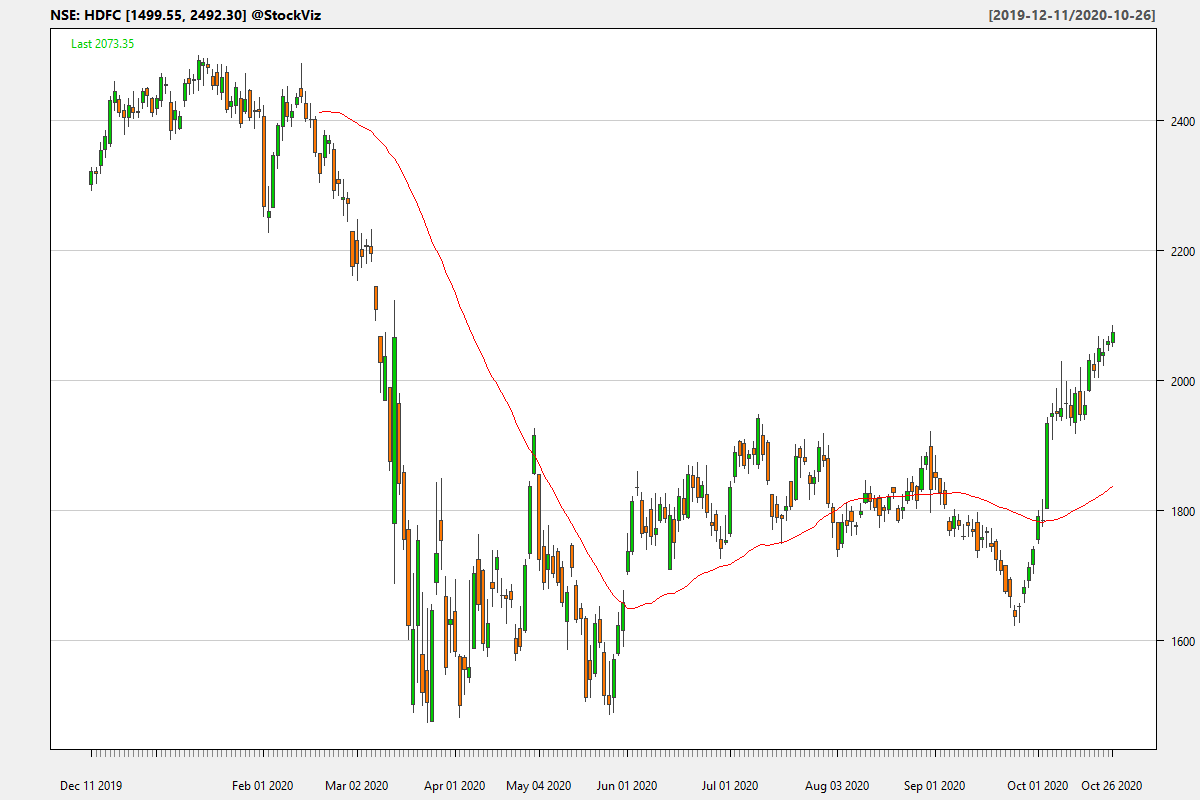 NSE: HDFC [1499.55, 2492.30] @StockViz [2019-12-11/2020-10-26]
Last 2073.35
2400
2200
2000
1800
1600
Dec 11 2019 Feb 01 2020 Mar 02 2020 Apr 01 2020 May 04 2020 Jun 01 2020 Jul 01 2020 Aug 03 2020 Sep 01 2020 Oct 01 2020 Oct 26 2020